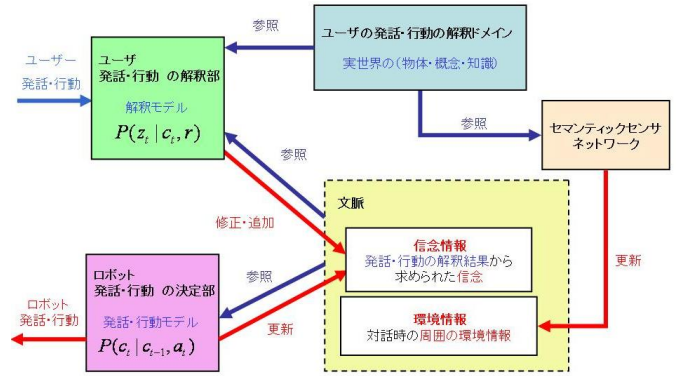 参照
ユーザの発話・行動の解釈ドメイン
実世界の(物体・概念・知識)
ユーザー
発話・行動
ユーザ
発話・行動 の解釈部
解釈モデル
P(z_t | c_t, r)
参照
セマンティックセンサ
ネットワーク
参照
文脈
修正・追加
信念情報
発話・行動の解釈結果から
求められた信念
更新
ロボット
発話・行動 の決定部
参照
ロボット
発話・行動
発話・行動モデル
P(c_t | c_{t-1}, a_t)
更新
環境情報
対話時の周囲の環境情報